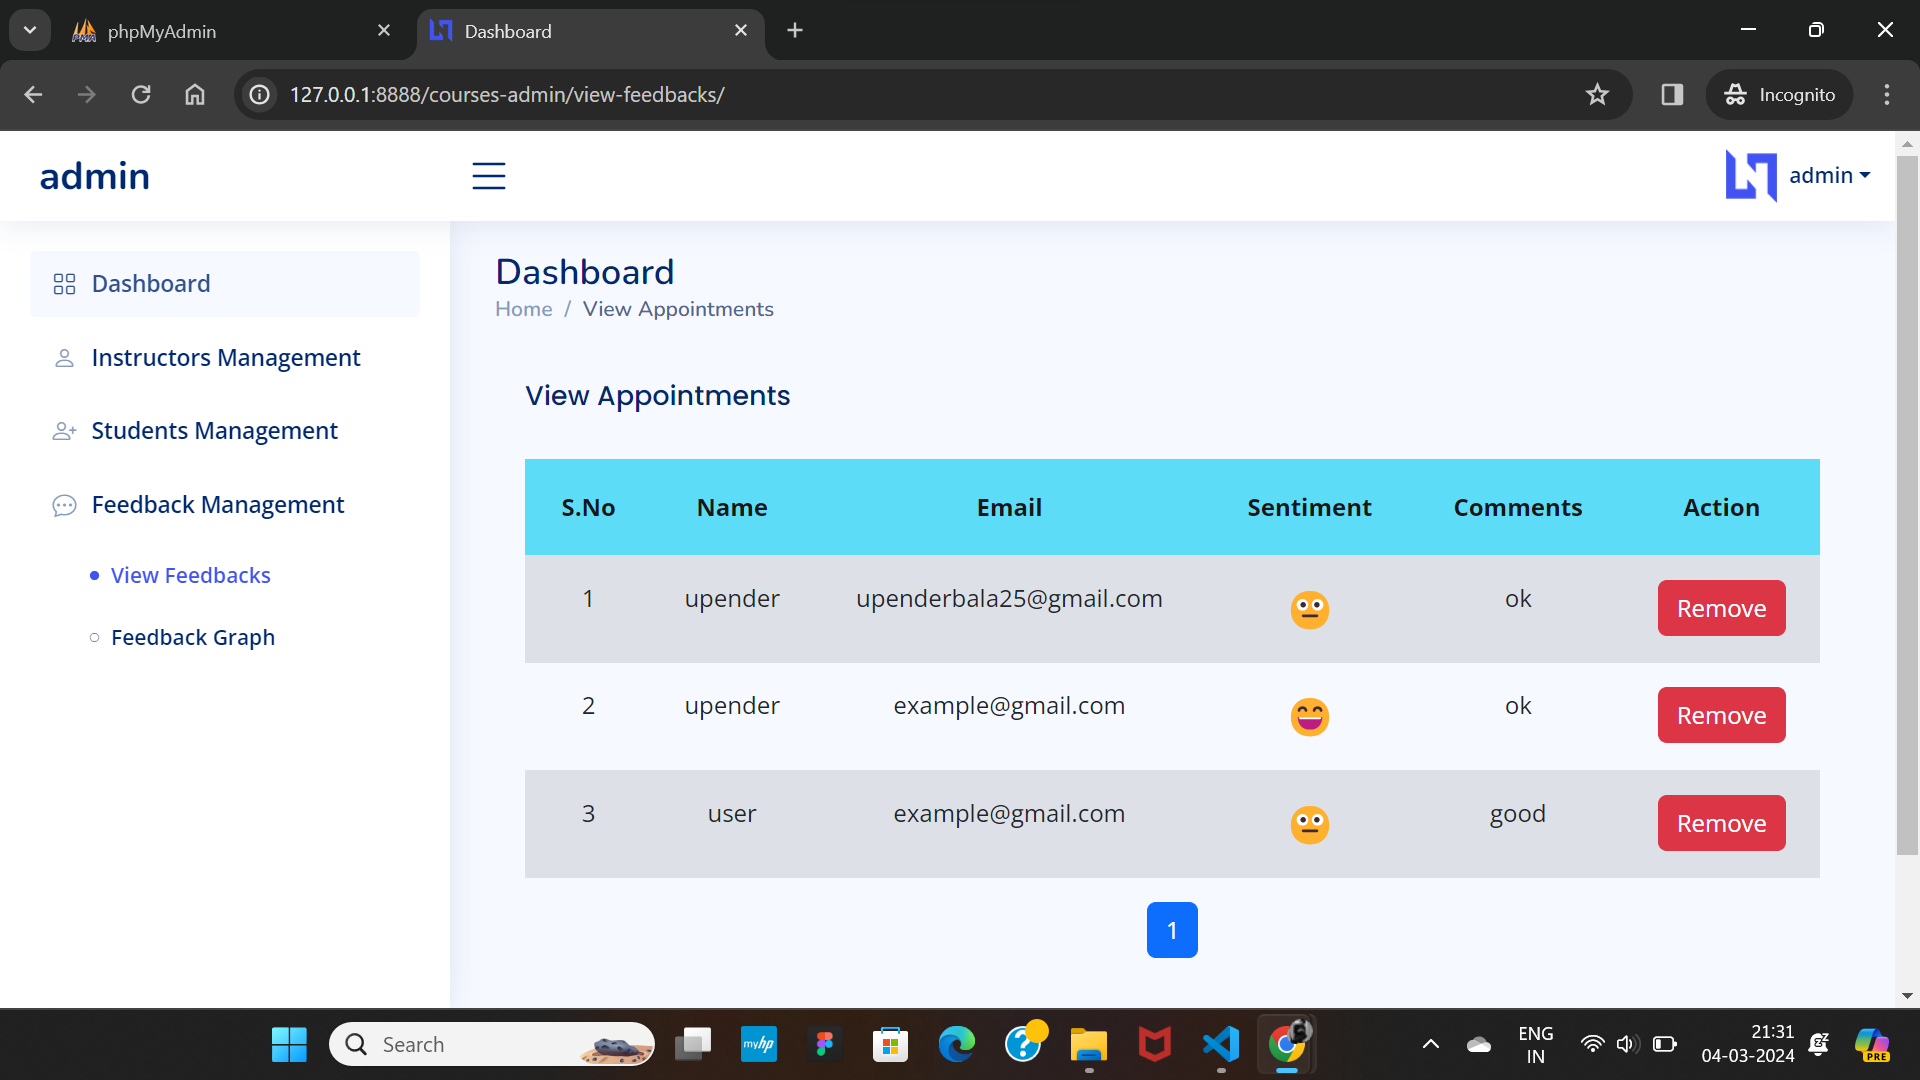 phpMyAdmin
Dashboard
127.0.0.1:8888/courses-admin/view-feedbacks/
Incognito
admin
admin
Dashboard
Instructors Management
Students Management
Feedback Management
View Feedbacks
Feedback Graph
Dashboard
Home / View Appointments
View Appointments
S.No Name Email Sentiment Comments Action
1 upender upenderbala25@gmail.com ok Remove
2 upender example@gmail.com ok Remove
3 user example@gmail.com good Remove
1
Search
myhp
ENG
IN
21:31
04-03-2024
PRE